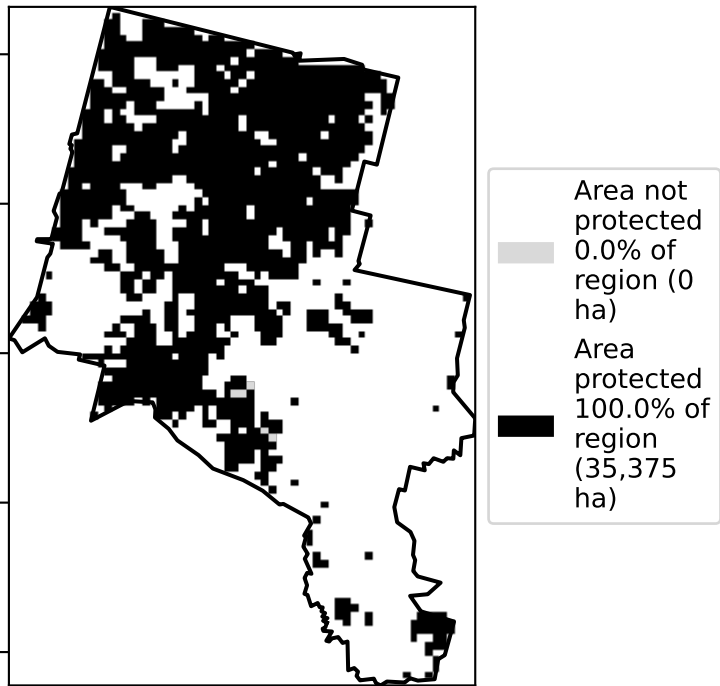 Area not
protected
0.0% of
region (0
ha)
Area
protected
100.0% of
region
(35,375
ha)